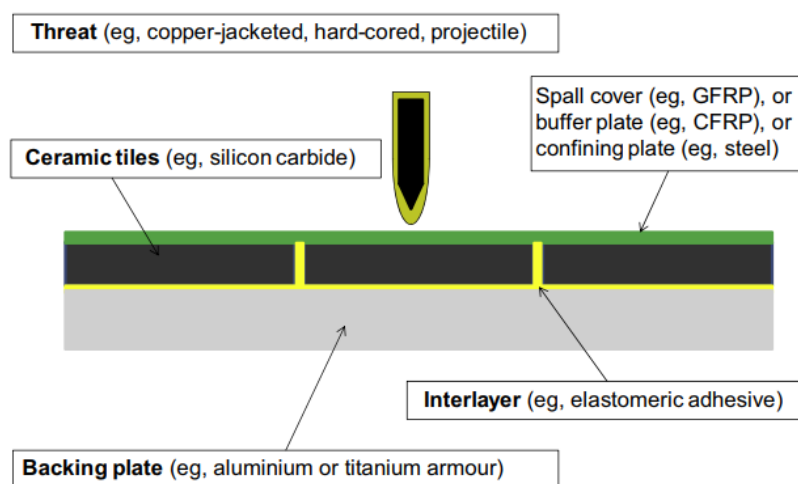 Threat (eg, copper-jacketed, hard-cored, projectile)
Spall cover (eg, GFRP), or
buffer plate (eg, CFRP), or
confining plate (eg, steel)
Ceramic tiles (eg, silicon carbide)
Interlayer (eg, elastomeric adhesive)
Backing plate (eg, aluminium or titanium armour)